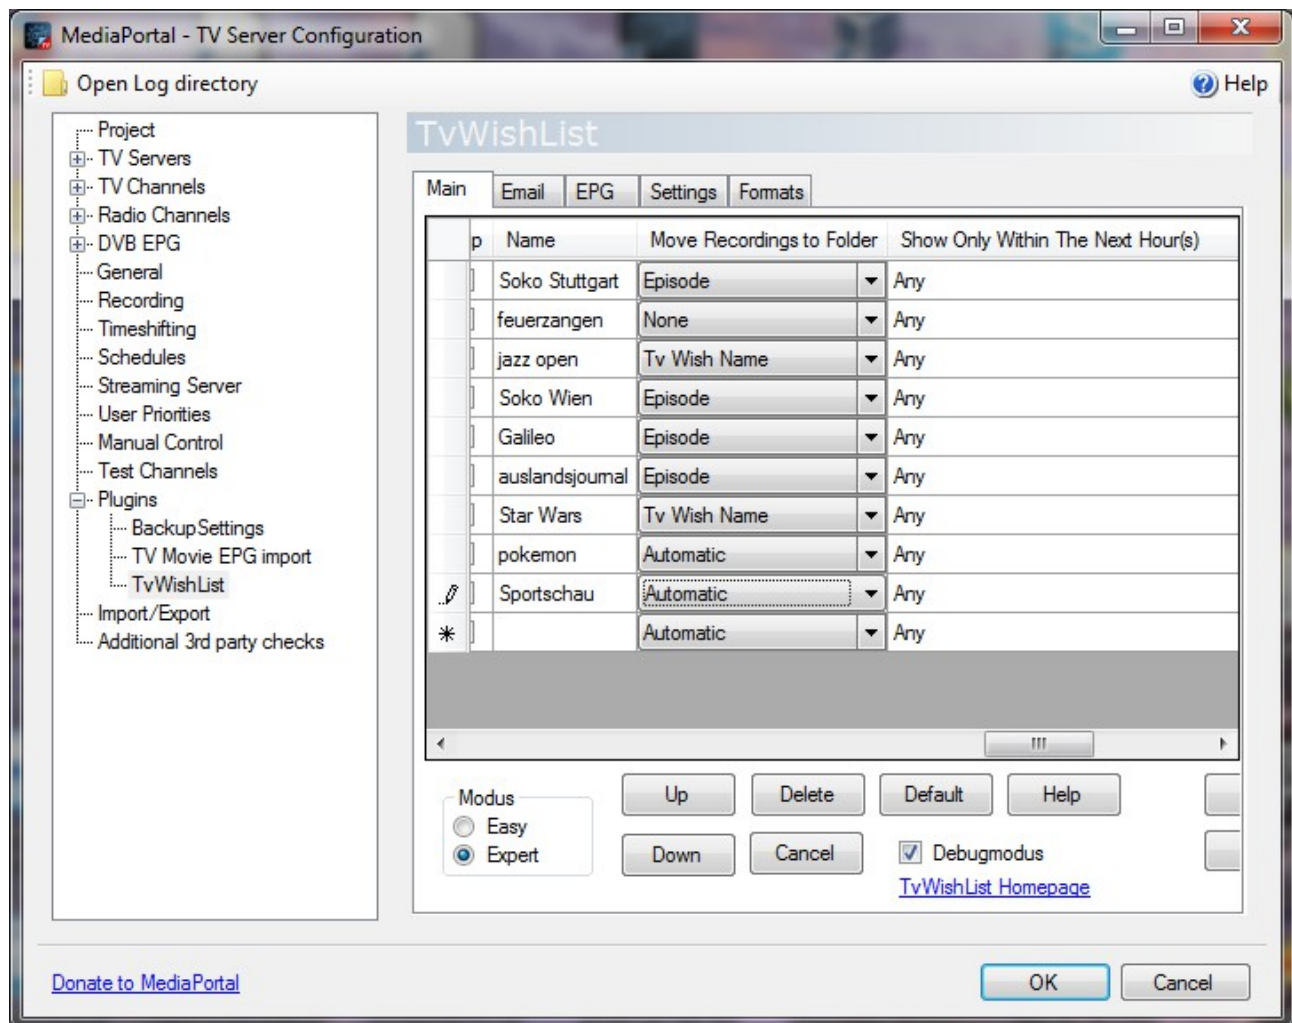 MediaPortal - TV Server Configuration
Open Log directory
Help
Project
TV Servers
TV Channels
Radio Channels
DVB EPG
General
Recording
Timeshifting
Schedules
Streaming Server
User Priorities
Manual Control
Test Channels
Plugins
BackupSettings
TV Movie EPG import
TvWishList
Import/Export
Additional 3rd party checks
TvWishList
Main Email EPG Settings Formats
p Name Move Recordings to Folder Show Only Within The Next Hour(s)
Soko Stuttgart Episode Any
feuerzangen None Any
jazz open Tv Wish Name Any
Soko Wien Episode Any
Galileo Episode Any
auslandsjournal Episode Any
Star Wars Tv Wish Name Any
pokemon Automatic Any
Sportschau Automatic Any
Automatic Any
Modus
Easy
Expert
Up Delete Default Help
Down Cancel Debugmodus
TvWishList Homepage
Donate to MediaPortal
OK Cancel